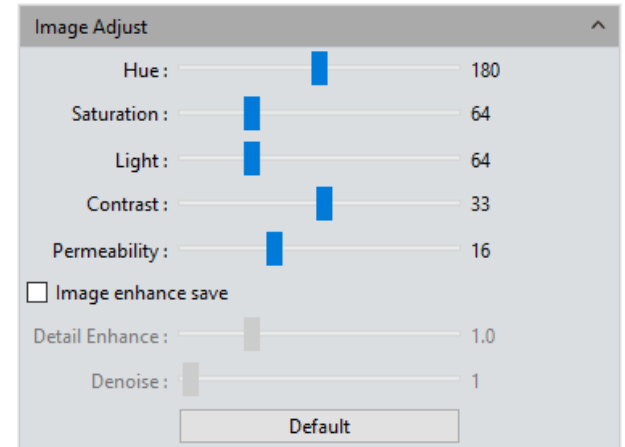 Image Adjust
Hue : 180
Saturation : 64
Light : 64
Contrast : 33
Permeability : 16
Image enhance save
Detail Enhance : 1.0
Denoise : 1
Default